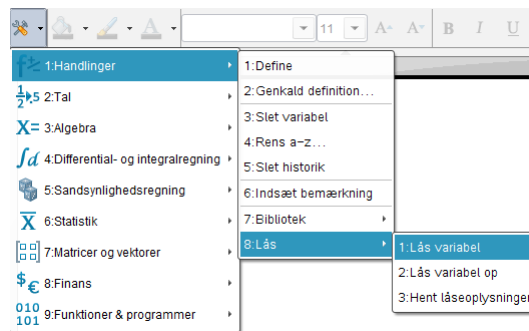 11 A A B I U
1:Handlinger
2:Tal
3:Algebra
4:Differential- og integralregning
5:Sandsynlighedsregning
6:Statistik
7:Matricer og vektorer
8:Finans
9:Funktioner & programmer
1:Define
2:Genkald definition...
3:Slet variabel
4:Rens a-z...
5:Slet historik
6:Indsæt bemærkning
7:Bibliotek
8:Lås
1:Lås variabel
2:Lås variabel op
3:Hent låseoplysninger